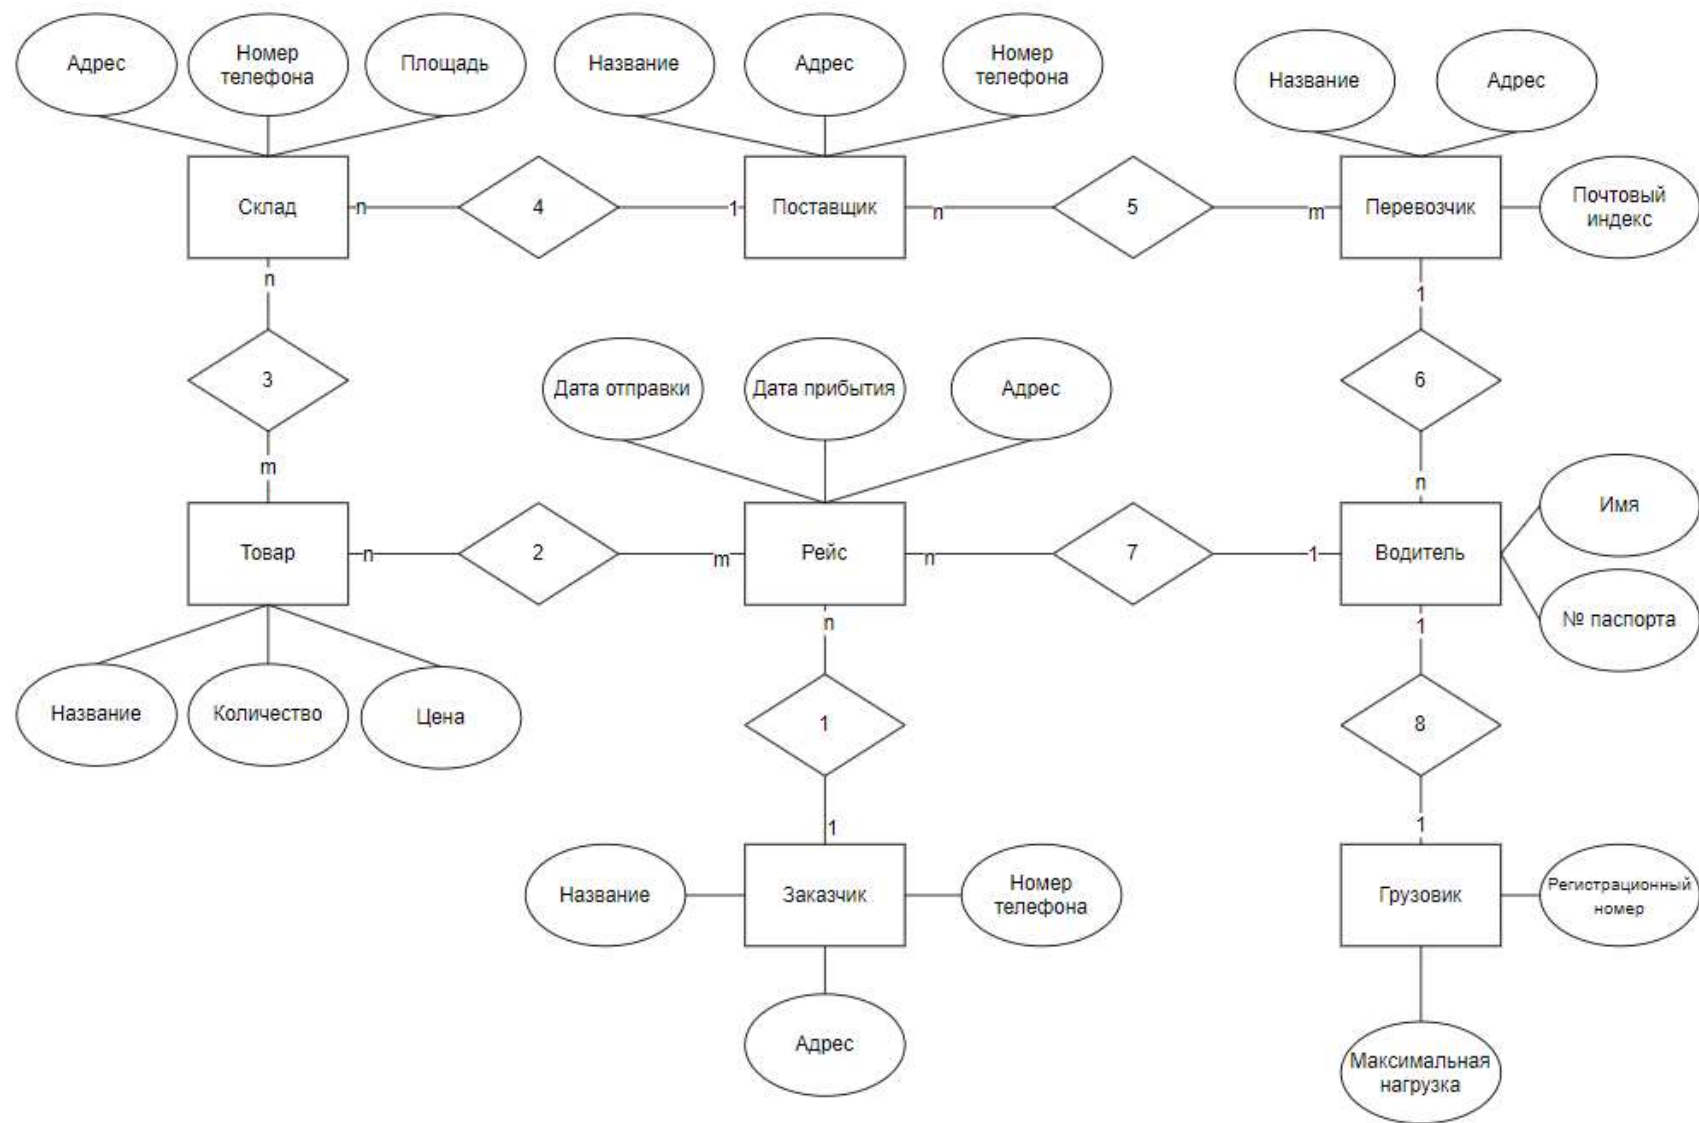 Адрес
Номер
телефона
Площадь
Название
Адрес
Номер
телефона
Название
Адрес
Склад
n
4
1
Поставщик
n
5
m
Перевозчик
Почтовый
индекс
n
1
3
Дата отправки
Дата прибытия
Адрес
6
m
n
Имя
Товар
n
2
m
Рейс
n
7
1
Водитель
№ паспорта
n
1
Название
Количество
Цена
1
8
1
1
Название
Заказчик
Номер
телефона
Грузовик
Регистрационный
номер
Адрес
Максимальная
нагрузка